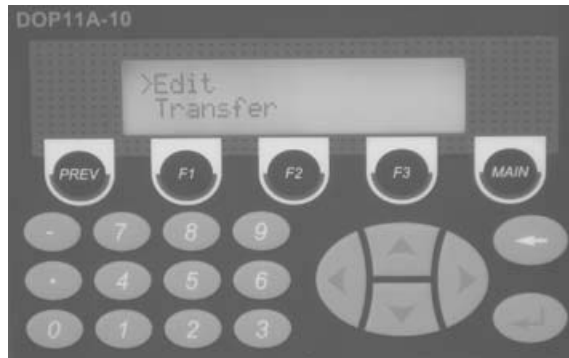 DOP11A-10
>Edit
Transfer
PREV F1 F2 F3 MAIN
- 7 8 9
. 4 5 6
0 1 2 3